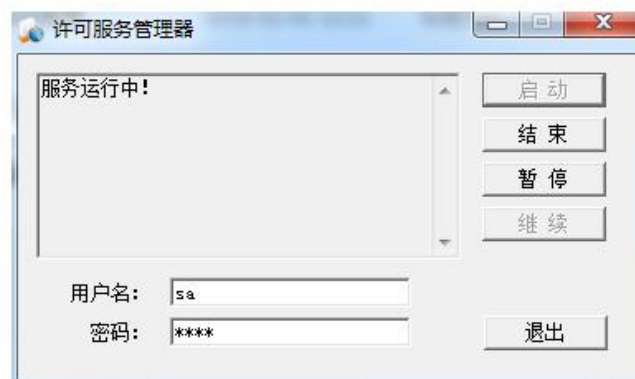 许可服务管理器
服务运行中!
启 动
结 束
暂 停
继 续
用户名: sa
密码: ****
退出